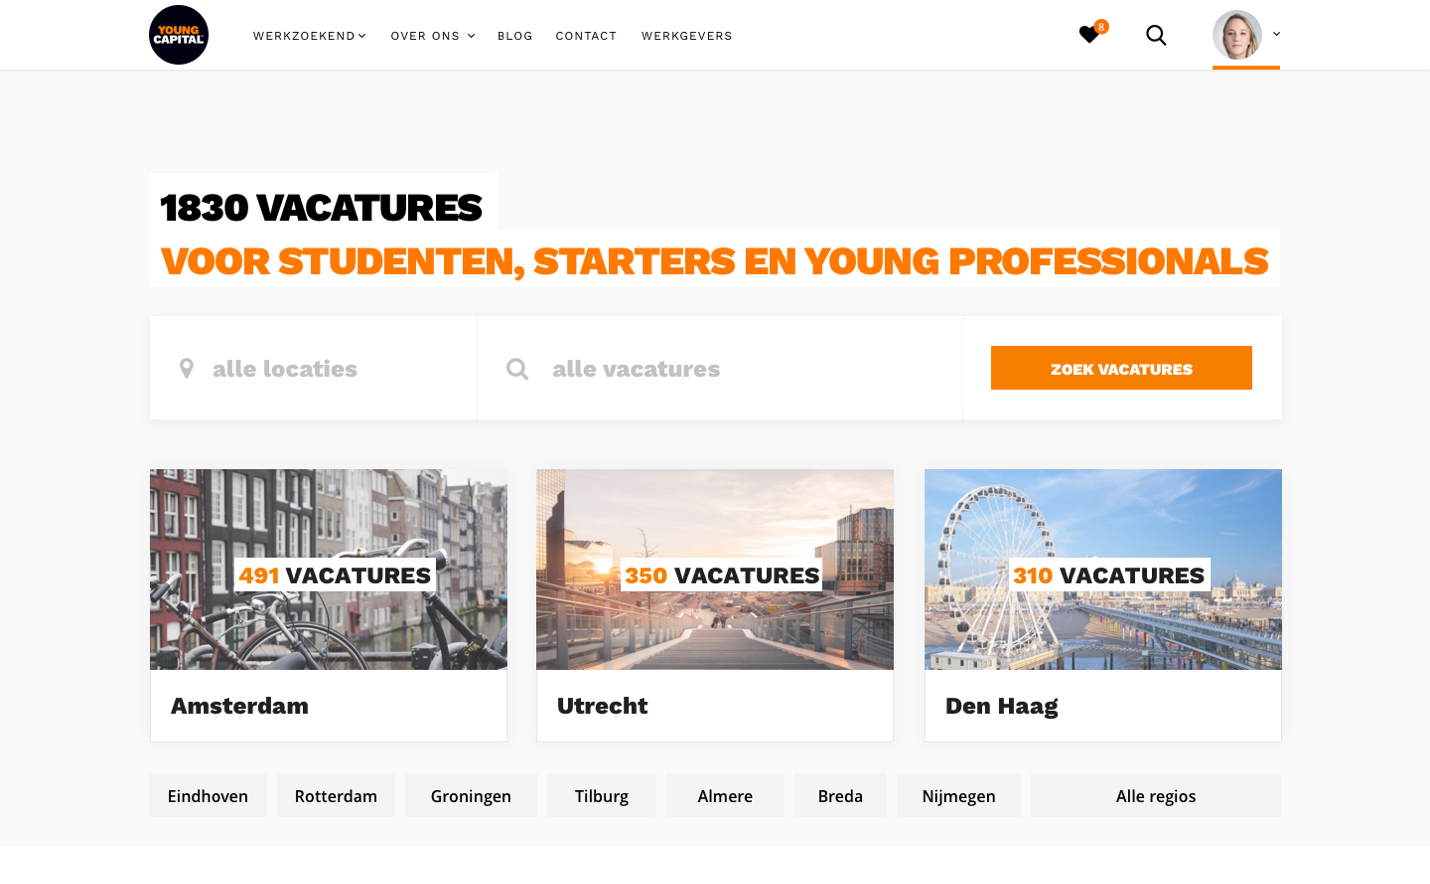 YOUNG
CAPITAL
WERKZOEKEND
OVER ONS
BLOG
CONTACT
WERKGEVERS
8
1830 VACATURES
VOOR STUDENTEN, STARTERS EN YOUNG PROFESSIONALS
alle locaties
alle vacatures
ZOEK VACATURES
491 VACATURES
350 VACATURES
310 VACATURES
Amsterdam
Utrecht
Den Haag
Eindhoven
Rotterdam
Groningen
Tilburg
Almere
Breda
Nijmegen
Alle regios